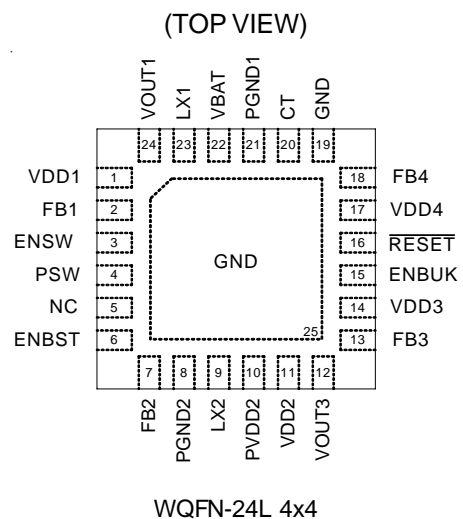 (TOP VIEW)
VOUT1
LX1
VBAT
PGND1
CT
GND
24
23
22
21
20
19
VDD1 1
FB1 2
ENSW 3
PSW 4
NC 5
ENBST 6
18 FB4
17 VDD4
16 RESET
15 ENBUK
14 VDD3
13 FB3
GND
25
7
8
9
10
11
12
FB2
PGND2
LX2
PVDD2
VDD2
VOUT3
WQFN-24L 4x4